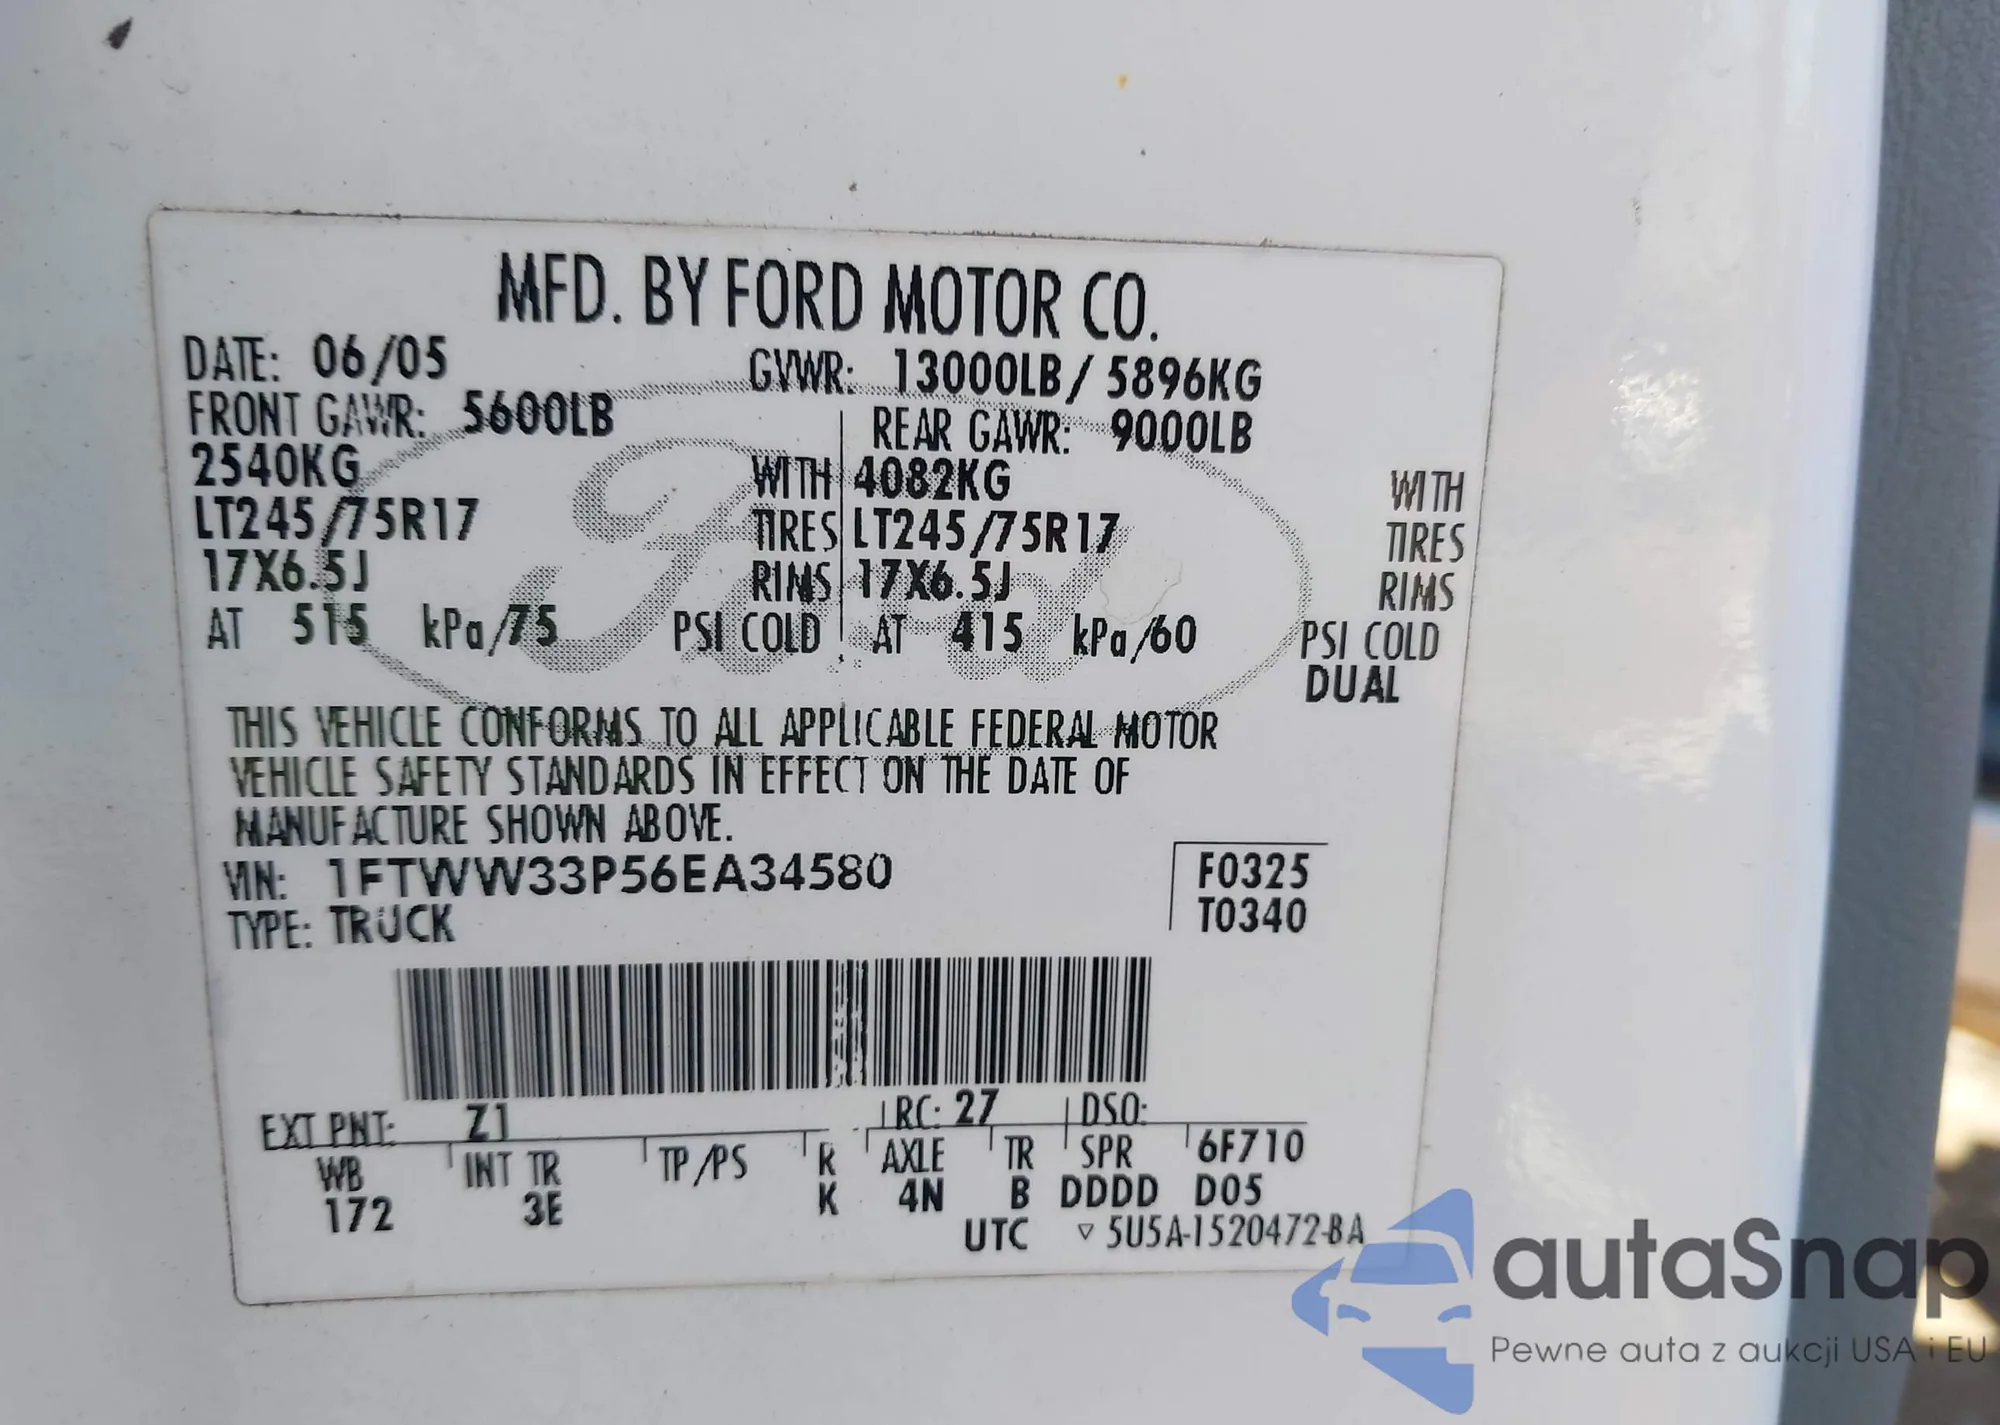 MFD. BY FORD MOTOR CO.
DATE: 06/05 GVWR: 13000LB/ 5896KG
FRONT GAWR: 5600LB REAR GAWR: 9000LB
2540KG WITH 4082KG WITH
LT245/75R17 TIRES LT245/75R17 TIRES
17X6.5J RIMS 17X6.5J RIMS
AT 515 kPa/75 PSI COLD AT 415 kPa/60 PSI COLD
DUAL
Ford
THIS VEHICLE CONFORMS TO ALL APPLICABLE FEDERAL MOTOR
VEHICLE SAFETY STANDARDS IN EFFECT ON THE DATE OF
MANUFACTURE SHOWN ABOVE.
VIN: 1FTWW33P56EA34580 F0325
TYPE: TRUCK T0340
EXT PNT: Z1 RC: 27 DSO:
WB INT TR TP/PS R AXLE TR SPR 6F710
172 3E K 4N B DDDD D05
UTC ▽ 5U5A-1520472-BA
autaSnap
Pewne auta z aukcji USA i EU